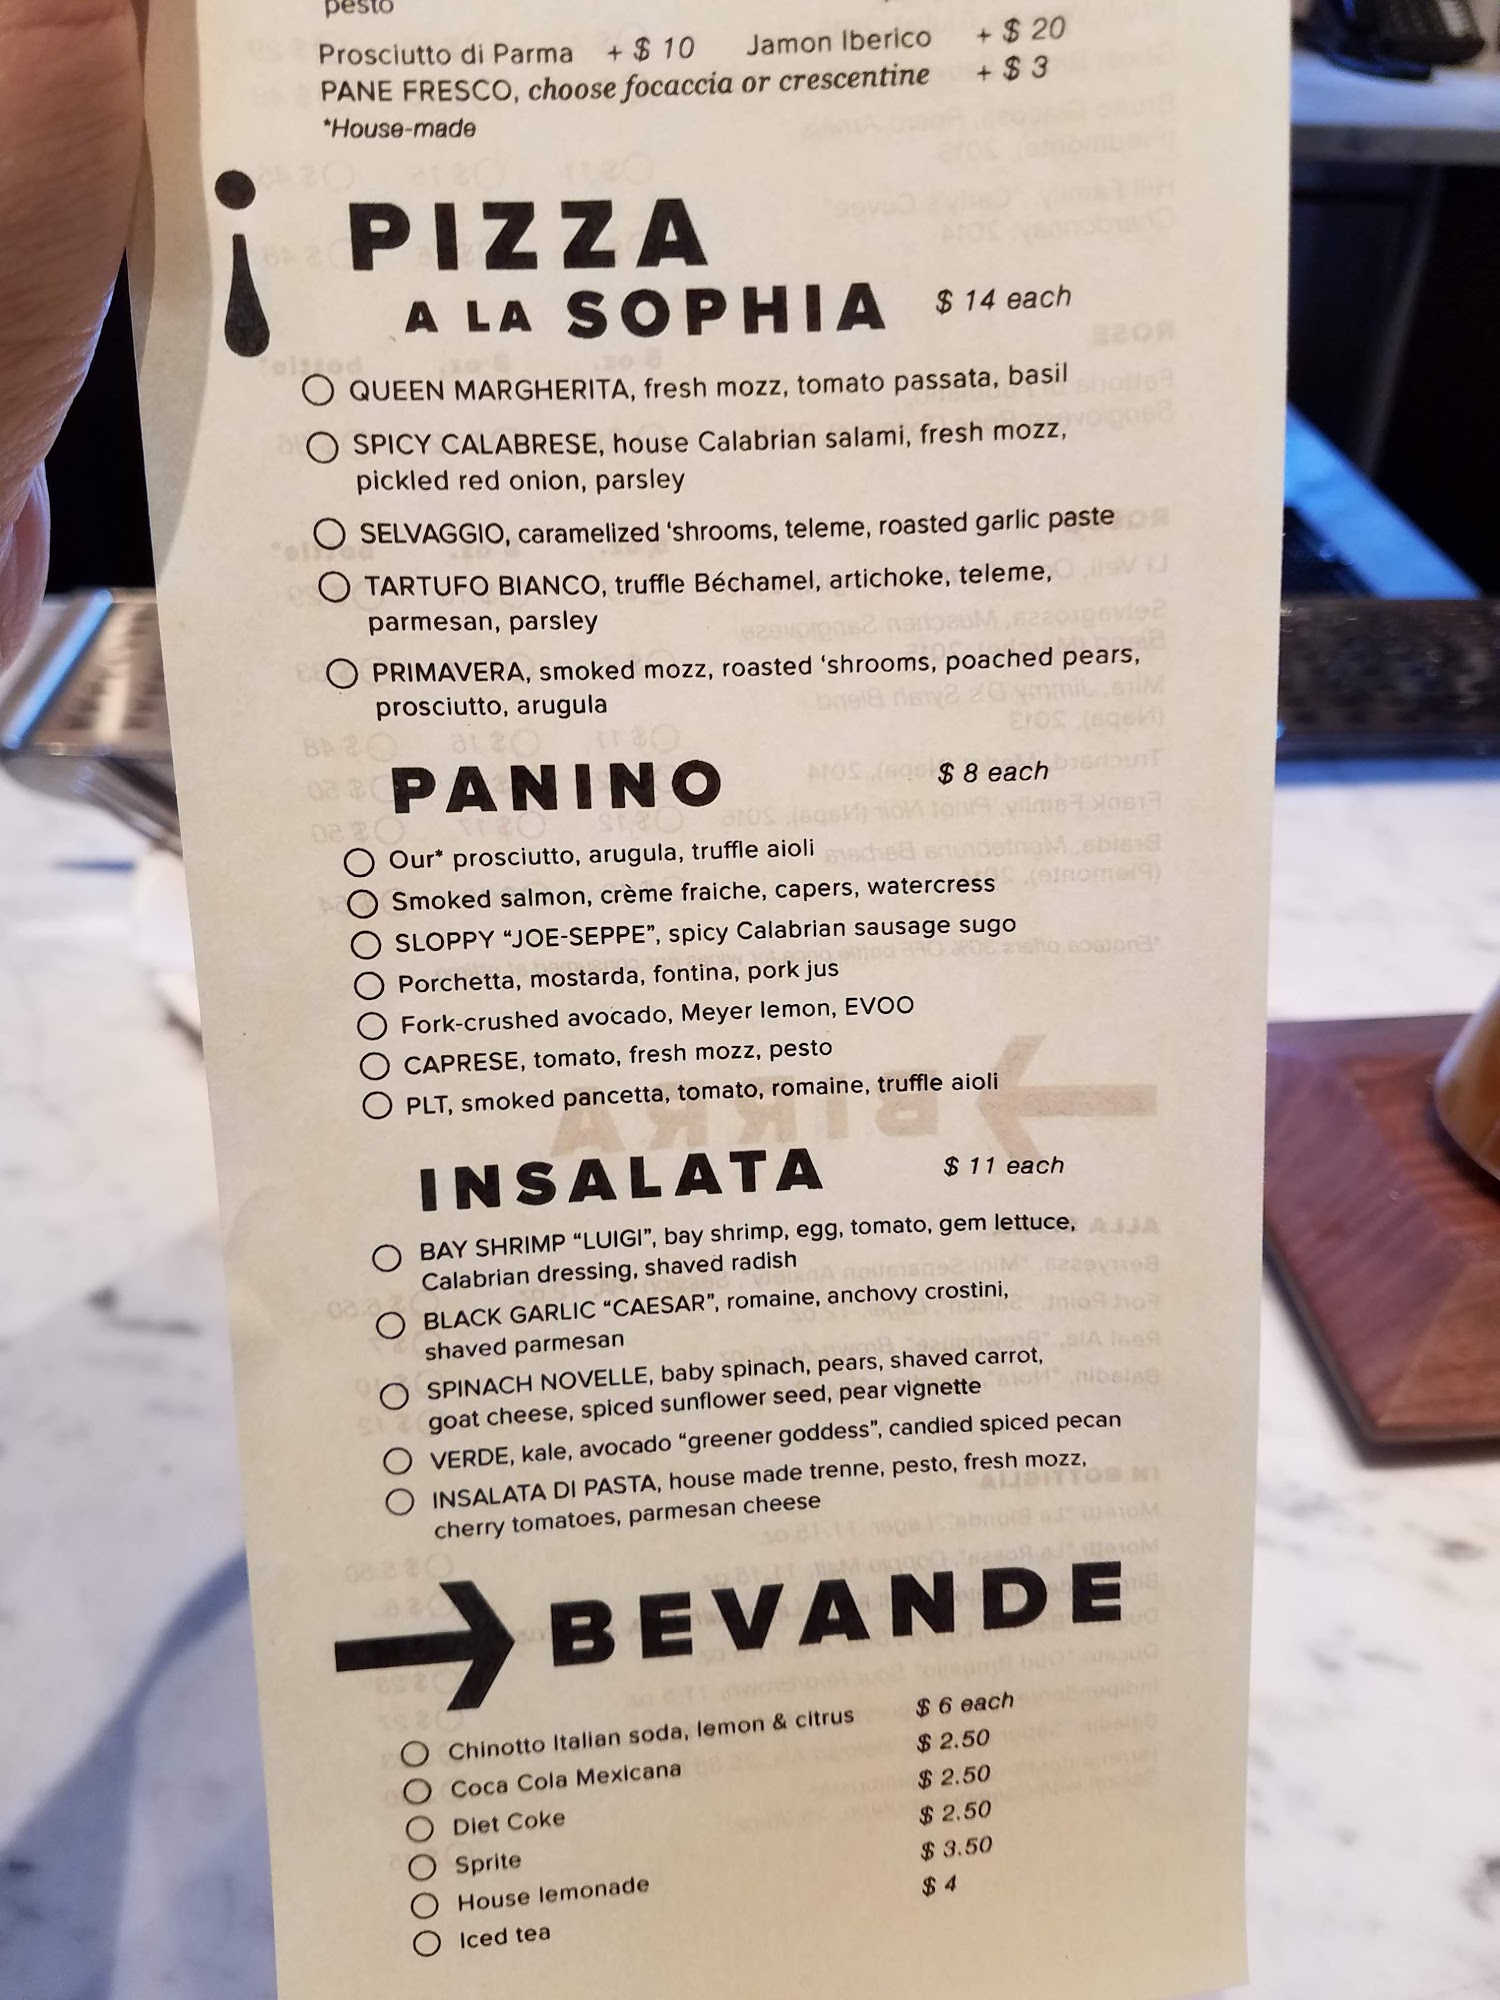 pesto
Prosciutto di Parma + $ 10 Jamon Iberico + $ 20
PANE FRESCO, choose focaccia or crescentine + $ 3
*House-made
PIZZA
A LA SOPHIA $ 14 each
QUEEN MARGHERITA, fresh mozz, tomato passata, basil
SPICY CALABRESE, house Calabrian salami, fresh mozz,
pickled red onion, parsley
SELVAGGIO, caramelized ‘shrooms, teleme, roasted garlic paste
TARTUFO BIANCO, truffle Béchamel, artichoke, teleme,
parmesan, parsley
PRIMAVERA, smoked mozz, roasted ‘shrooms, poached pears,
prosciutto, arugula
PANINO $ 8 each
Our* prosciutto, arugula, truffle aioli
Smoked salmon, crème fraiche, capers, watercress
SLOPPY “JOE-SEPPE”, spicy Calabrian sausage sugo
Porchetta, mostarda, fontina, pork jus
Fork-crushed avocado, Meyer lemon, EVOO
CAPRESE, tomato, fresh mozz, pesto
PLT, smoked pancetta, tomato, romaine, truffle aioli
INSALATA $ 11 each
BAY SHRIMP “LUIGI”, bay shrimp, egg, tomato, gem lettuce,
Calabrian dressing, shaved radish
BLACK GARLIC “CAESAR”, romaine, anchovy crostini,
shaved parmesan
SPINACH NOVELLE, baby spinach, pears, shaved carrot,
goat cheese, spiced sunflower seed, pear vignette
VERDE, kale, avocado “greener goddess”, candied spiced pecan
INSALATA DI PASTA, house made trenne, pesto, fresh mozz,
cherry tomatoes, parmesan cheese
BEVANDE
Chinotto Italian soda, lemon & citrus $ 6 each
Coca Cola Mexicana $ 2.50
Diet Coke $ 2.50
Sprite $ 2.50
House lemonade $ 3.50
Iced tea $ 4